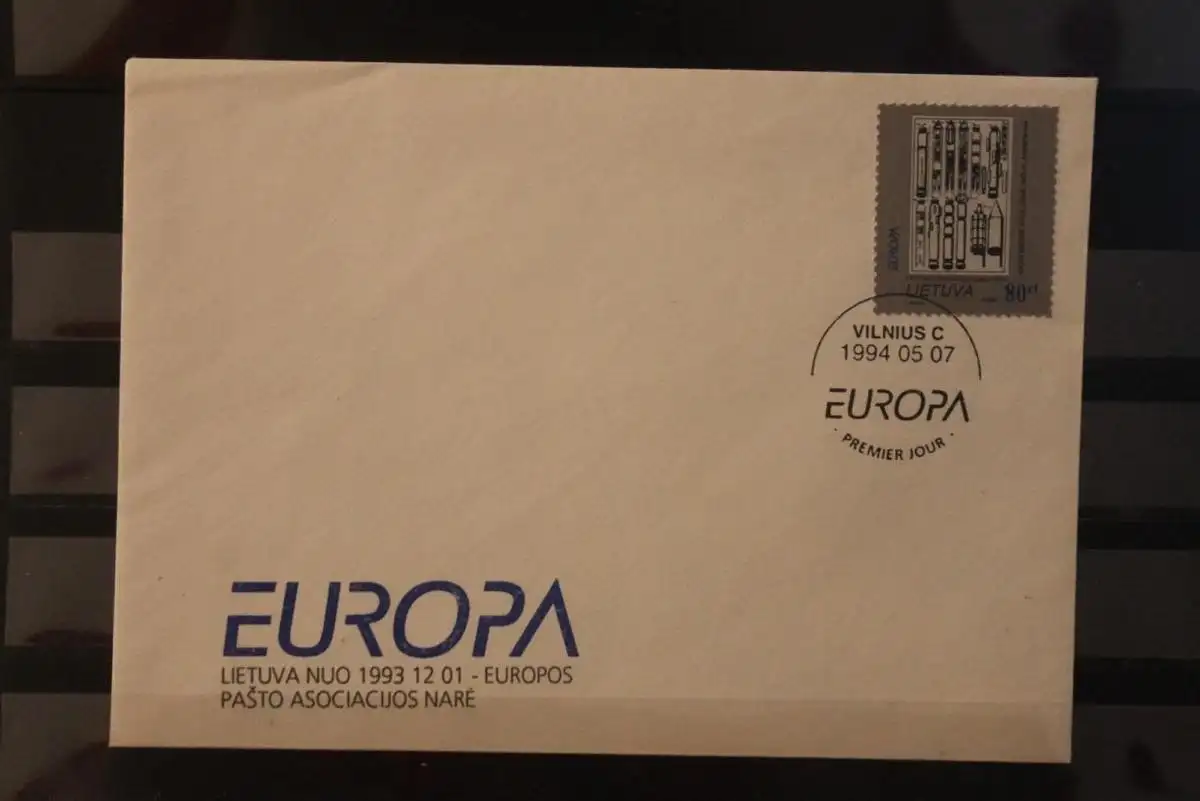 EUROPA
LIETUVA 80ct
VILNIUS C
1994 05 07
EUROPA
· PREMIER JOUR ·
EUROPA
LIETUVA NUO 1993 12 01 - EUROPOS
PAŠTO ASOCIACIJOS NARĖ